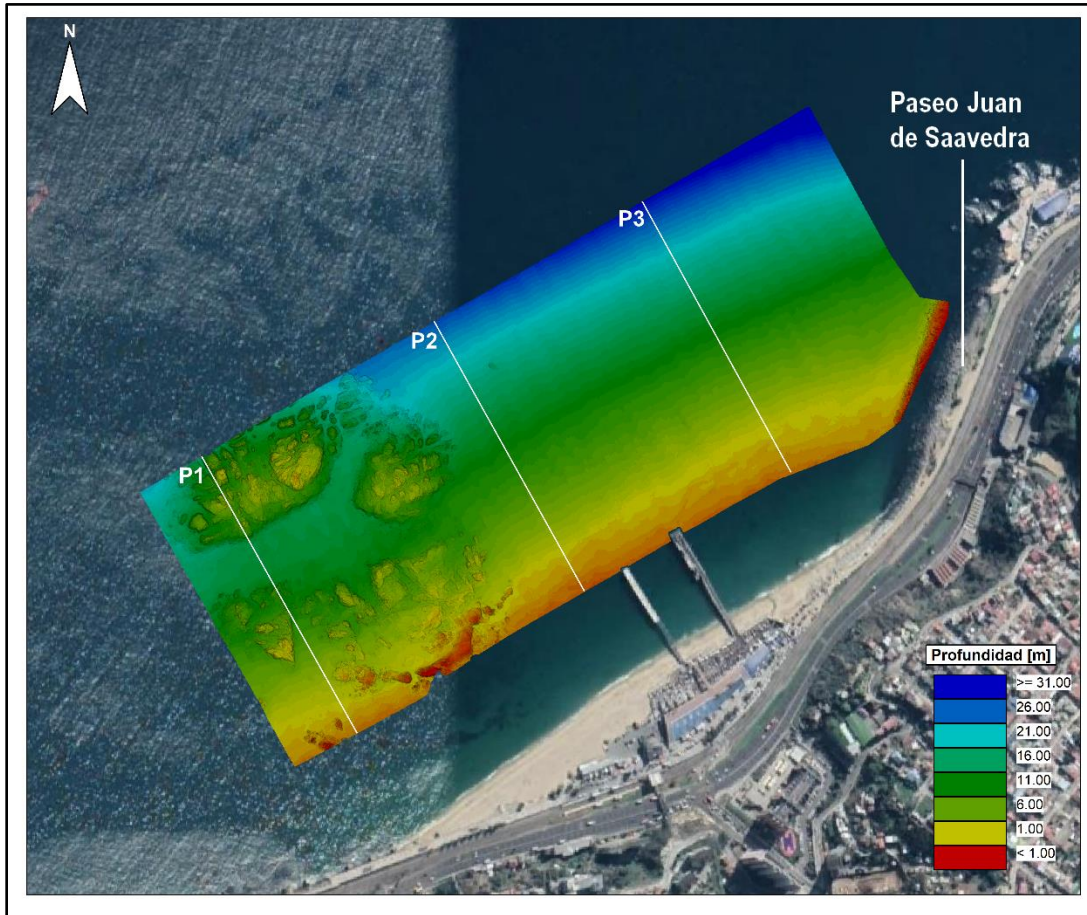 N
Paseo Juan
de Saavedra
P3
P2
P1
Profundidad [m]
>= 31.00
26.00
21.00
16.00
11.00
6.00
1.00
< 1.00